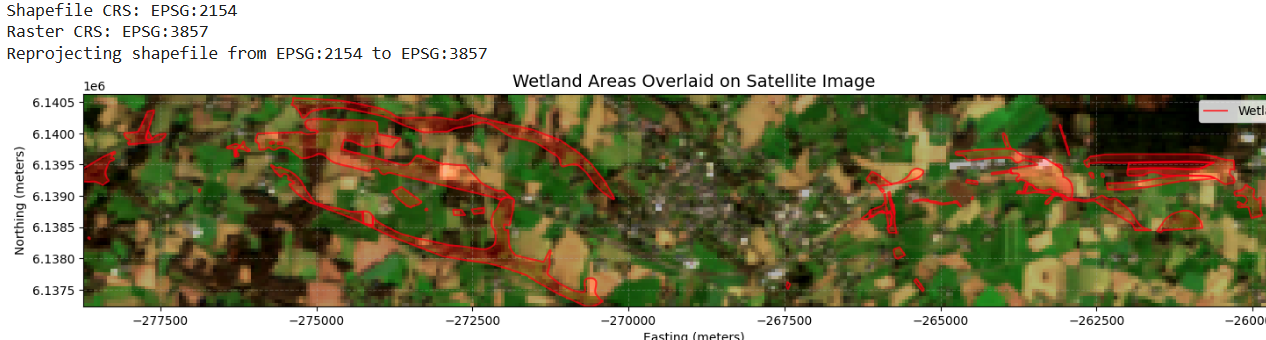 Shapefile CRS: EPSG:2154
Raster CRS: EPSG:3857
Reprojecting shapefile from EPSG:2154 to EPSG:3857
Wetland Areas Overlaid on Satellite Image
1e6
6.1405
6.1400
6.1395
6.1390
6.1385
6.1380
6.1375
Northing (meters)
Wetl
−277500 −275000 −272500 −270000 −267500 −265000 −262500 −260
Easting (meters)